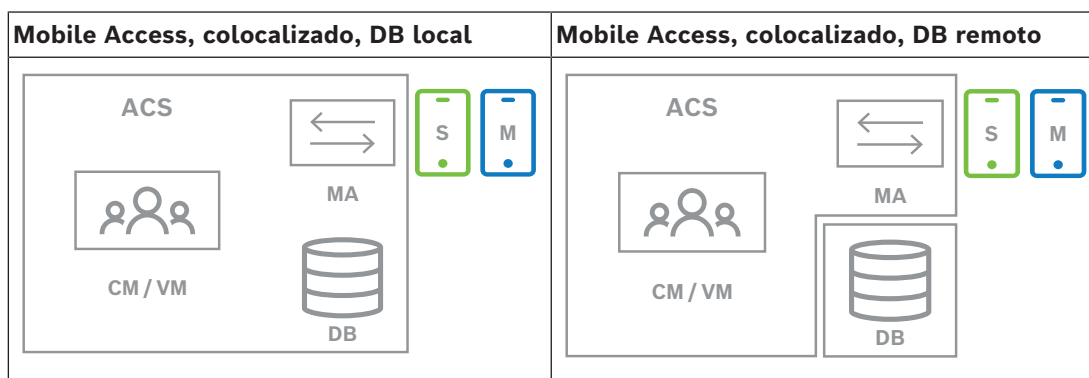 Mobile Access, colocalizado, DB local
ACS
S
M
MA
CM / VM
DB
Mobile Access, colocalizado, DB remoto
ACS
S
M
MA
CM / VM
DB